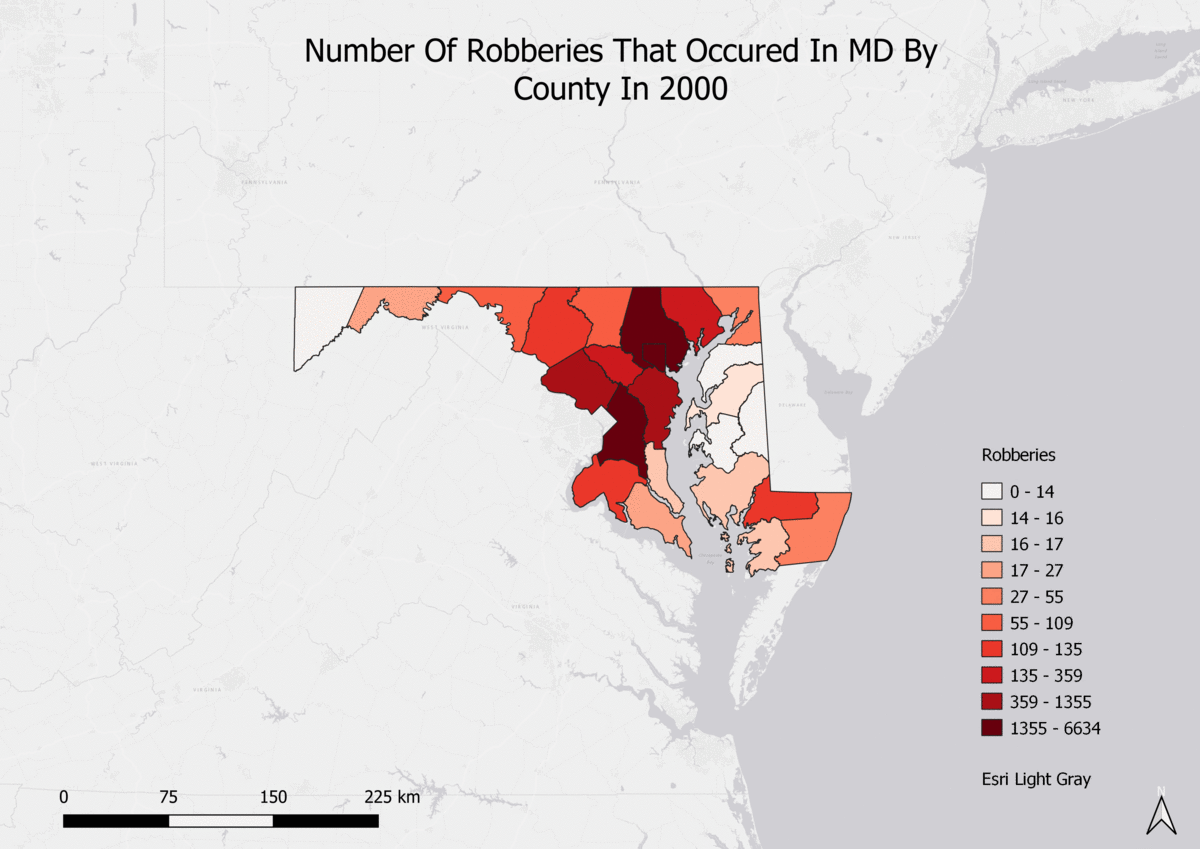 Number Of Robberies That Occured In MD By
County In 2000
NEW YORK
PENNSYLVANIA
PENNSYLVANIA
NEW JERSEY
WEST VIRGINIA
DELAWARE
WEST VIRGINIA
VIRGINIA
VIRGINIA
Robberies
0 - 14
14 - 16
16 - 17
17 - 27
27 - 55
55 - 109
109 - 135
135 - 359
359 - 1355
1355 - 6634
Esri Light Gray
0 75 150 225 km
N